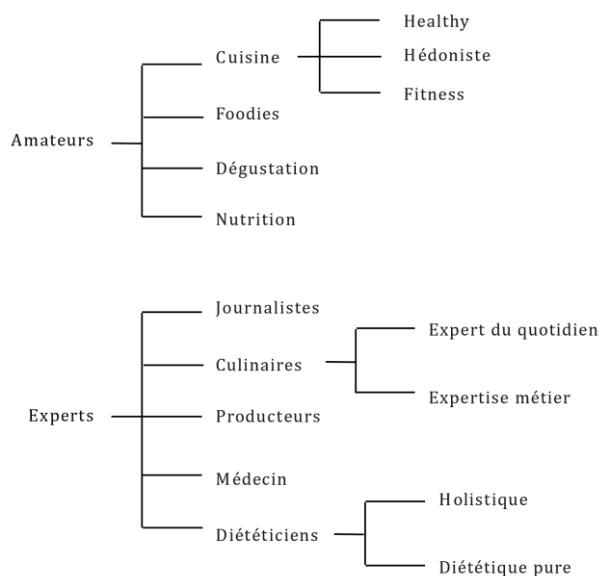 Healthy
Cuisine
Hédoniste
Fitness
Foodies
Amateurs
Dégustation
Nutrition
Journalistes
Expert du quotidien
Culinaires
Expertise métier
Experts
Producteurs
Médecin
Holistique
Diététiciens
Diététique pure